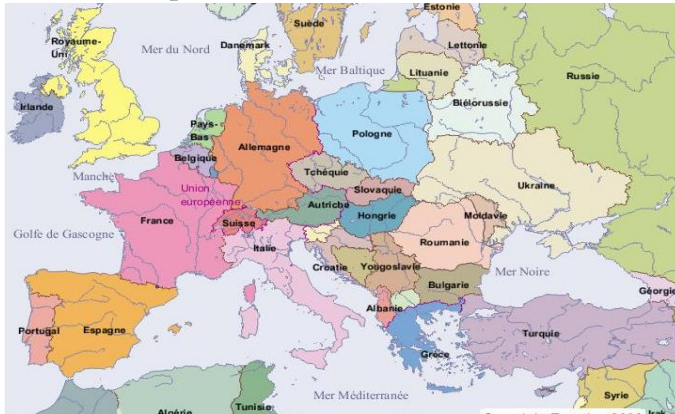 Estonie
Suède
Royaume-
Uni
Mer du Nord
Danemark
Lettonie
Mer Baltique
Lituanie
Russie
Irlande
Biélorussie
Pays-
Bas
Pologne
Allemagne
Belgique
Manche
Tchéquie
Union
européenne
Slovaquie
Ukraine
Autriche
France
Hongrie
Moldavie
Suisse
Golfe de Gascogne
Italie
Roumanie
Croatie
Yougoslavie
Mer Noire
Bulgarie
Géorgie
Albanie
Portugal
Espagne
Turquie
Grèce
Mer Méditerranée
Syrie
Algérie
Tunisie
Irak